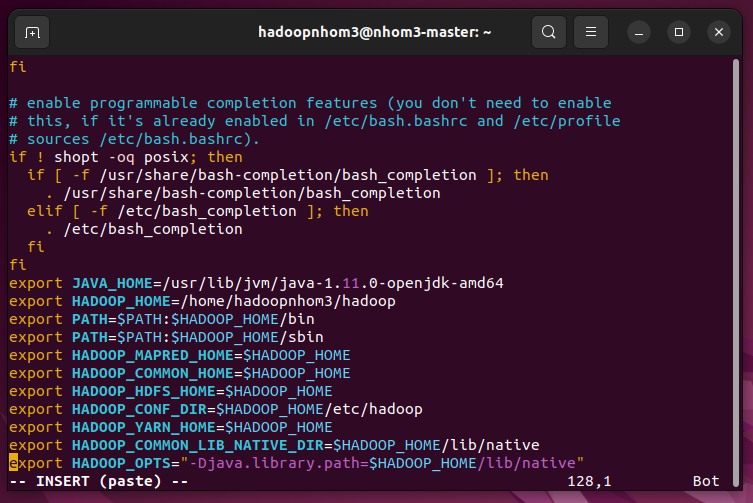 hadoopnhom3@nhom3-master: ~
fi
# enable programmable completion features (you don't need to enable
# this, if it's already enabled in /etc/bash.bashrc and /etc/profile
# sources /etc/bash.bashrc).
if ! shopt -oq posix; then
  if [ -f /usr/share/bash-completion/bash_completion ]; then
    . /usr/share/bash-completion/bash_completion
  elif [ -f /etc/bash_completion ]; then
    . /etc/bash_completion
  fi
fi
export JAVA_HOME=/usr/lib/jvm/java-1.11.0-openjdk-amd64
export HADOOP_HOME=/home/hadoopnhom3/hadoop
export PATH=$PATH:$HADOOP_HOME/bin
export PATH=$PATH:$HADOOP_HOME/sbin
export HADOOP_MAPRED_HOME=$HADOOP_HOME
export HADOOP_COMMON_HOME=$HADOOP_HOME
export HADOOP_HDFS_HOME=$HADOOP_HOME
export HADOOP_CONF_DIR=$HADOOP_HOME/etc/hadoop
export HADOOP_YARN_HOME=$HADOOP_HOME
export HADOOP_COMMON_LIB_NATIVE_DIR=$HADOOP_HOME/lib/native
export HADOOP_OPTS="-Djava.library.path=$HADOOP_HOME/lib/native"
-- INSERT (paste) -- 128,1 Bot